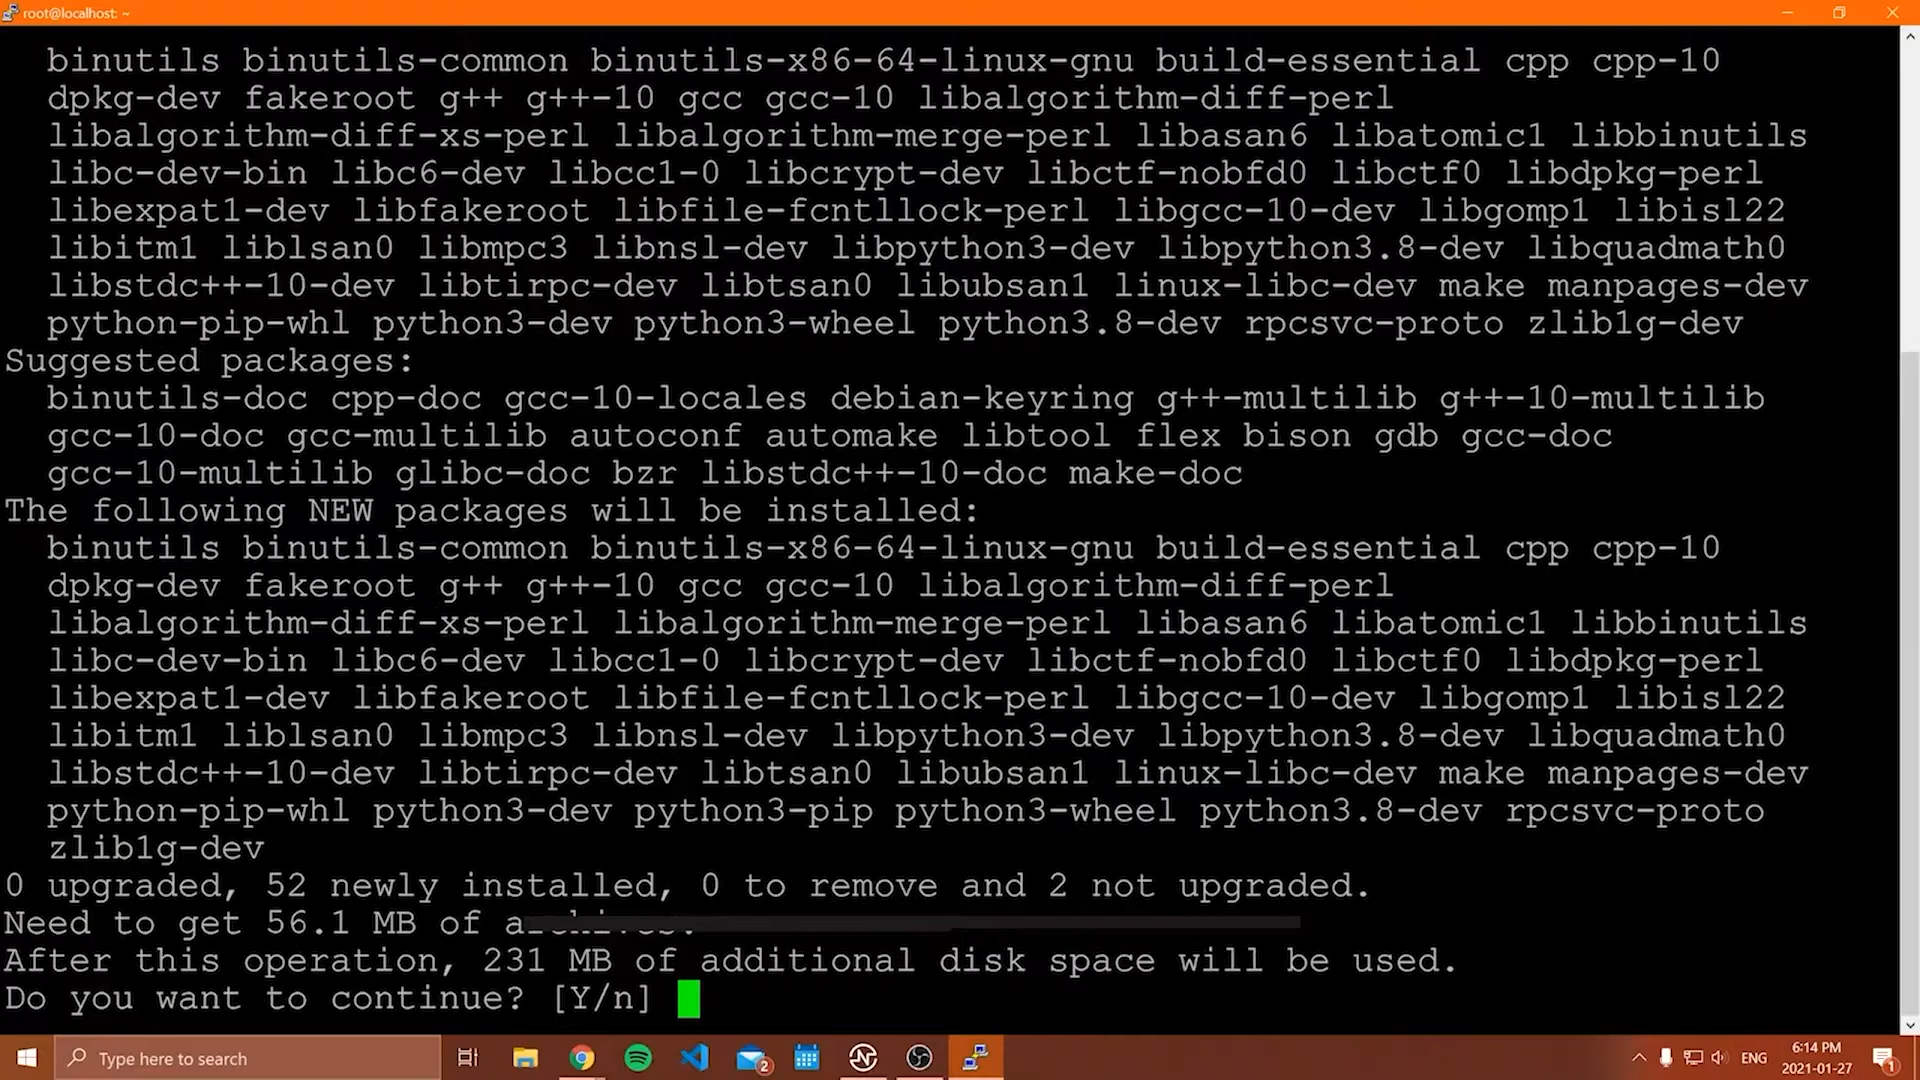 root@localhost: ~
binutils binutils-common binutils-x86-64-linux-gnu build-essential cpp cpp-10
dpkg-dev fakeroot g++ g++-10 gcc gcc-10 libalgorithm-diff-perl
libalgorithm-diff-xs-perl libalgorithm-merge-perl libasan6 libatomic1 libbinutils
libc-dev-bin libc6-dev libcc1-0 libcrypt-dev libctf-nobfd0 libctf0 libdpkg-perl
libexpat1-dev libfakeroot libfile-fcntllock-perl libgcc-10-dev libgomp1 libisl22
libitm1 liblsan0 libmpc3 libnsl-dev libpython3-dev libpython3.8-dev libquadmath0
libstdc++-10-dev libtirpc-dev libtsan0 libubsan1 linux-libc-dev make manpages-dev
python-pip-whl python3-dev python3-wheel python3.8-dev rpcsvc-proto zlib1g-dev
Suggested packages:
binutils-doc cpp-doc gcc-10-locales debian-keyring g++-multilib g++-10-multilib
gcc-10-doc gcc-multilib autoconf automake libtool flex bison gdb gcc-doc
gcc-10-multilib glibc-doc bzr libstdc++-10-doc make-doc
The following NEW packages will be installed:
binutils binutils-common binutils-x86-64-linux-gnu build-essential cpp cpp-10
dpkg-dev fakeroot g++ g++-10 gcc gcc-10 libalgorithm-diff-perl
libalgorithm-diff-xs-perl libalgorithm-merge-perl libasan6 libatomic1 libbinutils
libc-dev-bin libc6-dev libcc1-0 libcrypt-dev libctf-nobfd0 libctf0 libdpkg-perl
libexpat1-dev libfakeroot libfile-fcntllock-perl libgcc-10-dev libgomp1 libisl22
libitm1 liblsan0 libmpc3 libnsl-dev libpython3-dev libpython3.8-dev libquadmath0
libstdc++-10-dev libtirpc-dev libtsan0 libubsan1 linux-libc-dev make manpages-dev
python-pip-whl python3-dev python3-pip python3-wheel python3.8-dev rpcsvc-proto
zlib1g-dev
0 upgraded, 52 newly installed, 0 to remove and 2 not upgraded.
Need to get 56.1 MB of archives.
After this operation, 231 MB of additional disk space will be used.
Do you want to continue? [Y/n]
Type here to search
2
ENG
6:14 PM
2021-01-27
1